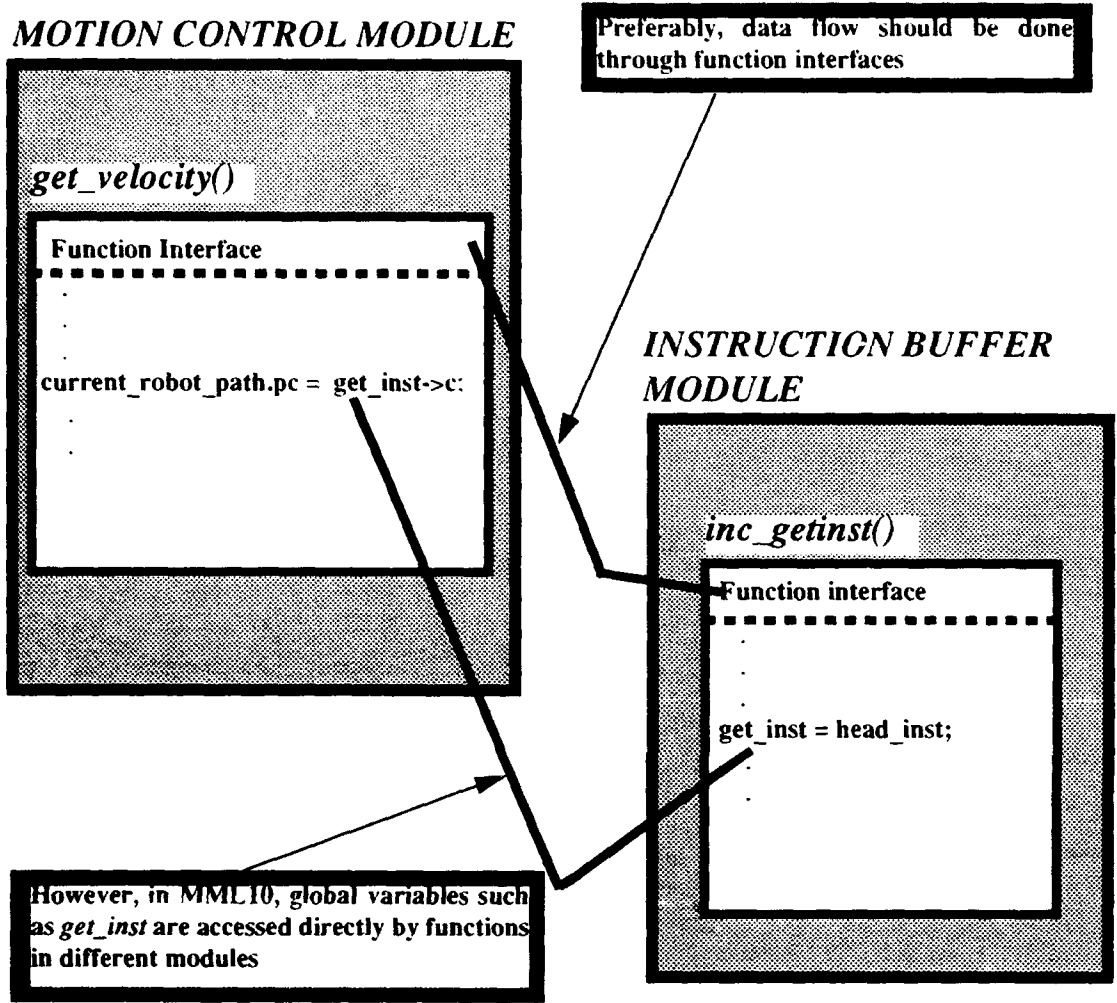 MOTION CONTROL MODULE
Preferably, data flow should be done
through function interfaces
get_velocity()
Function Interface
.
.
.
current_robot_path.pc = get_inst->c;
.
.
INSTRUCTION BUFFER
MODULE
inc_getinst()
Function interface
.
.
.
get_inst = head_inst;
.
.
However, in MML10, global variables such
as get_inst are accessed directly by functions
in different modules